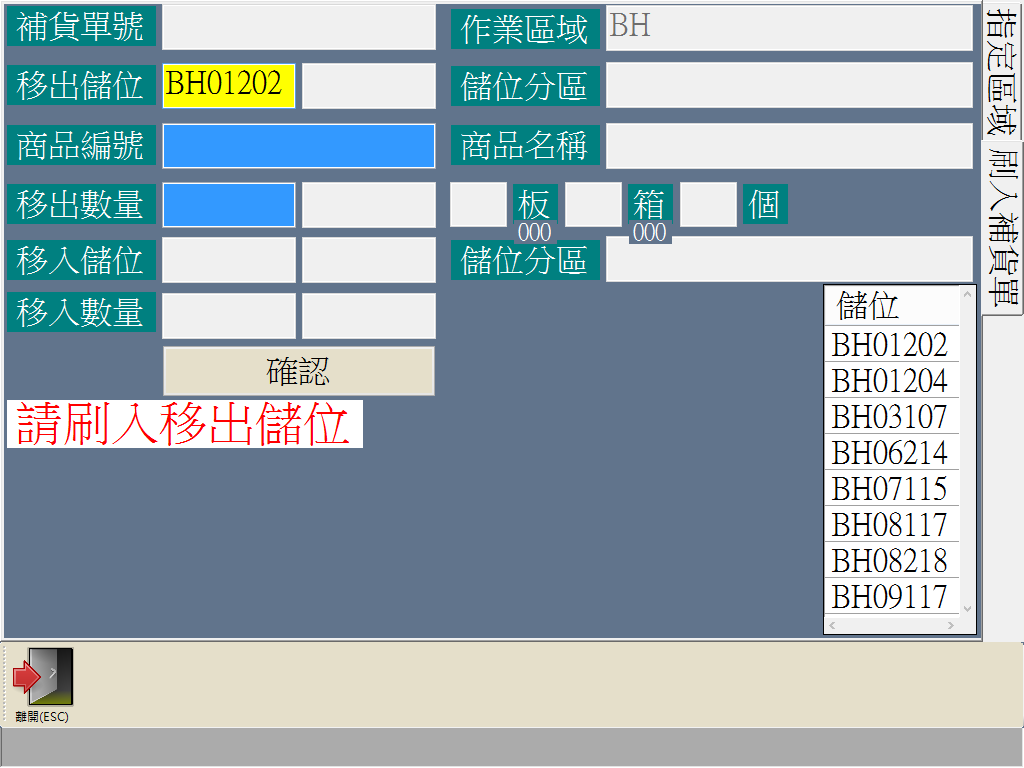 補貨單號
作業區域 BH
移出儲位 BH01202
儲位分區
商品編號
商品名稱
移出數量
板 箱 個
000 000
移入儲位
儲位分區
移入數量
確認
請刷入移出儲位
儲位
BH01202
BH01204
BH03107
BH06214
BH07115
BH08117
BH08218
BH09117
指定區域
刷入補貨單
離開(ESC)